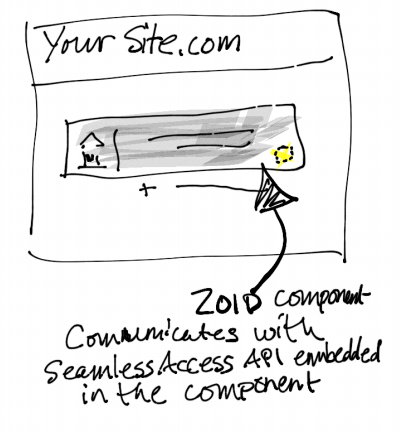 Your Site.com
+
ZOID component
Communicates with
SeamlessAccess API embedded
in the component